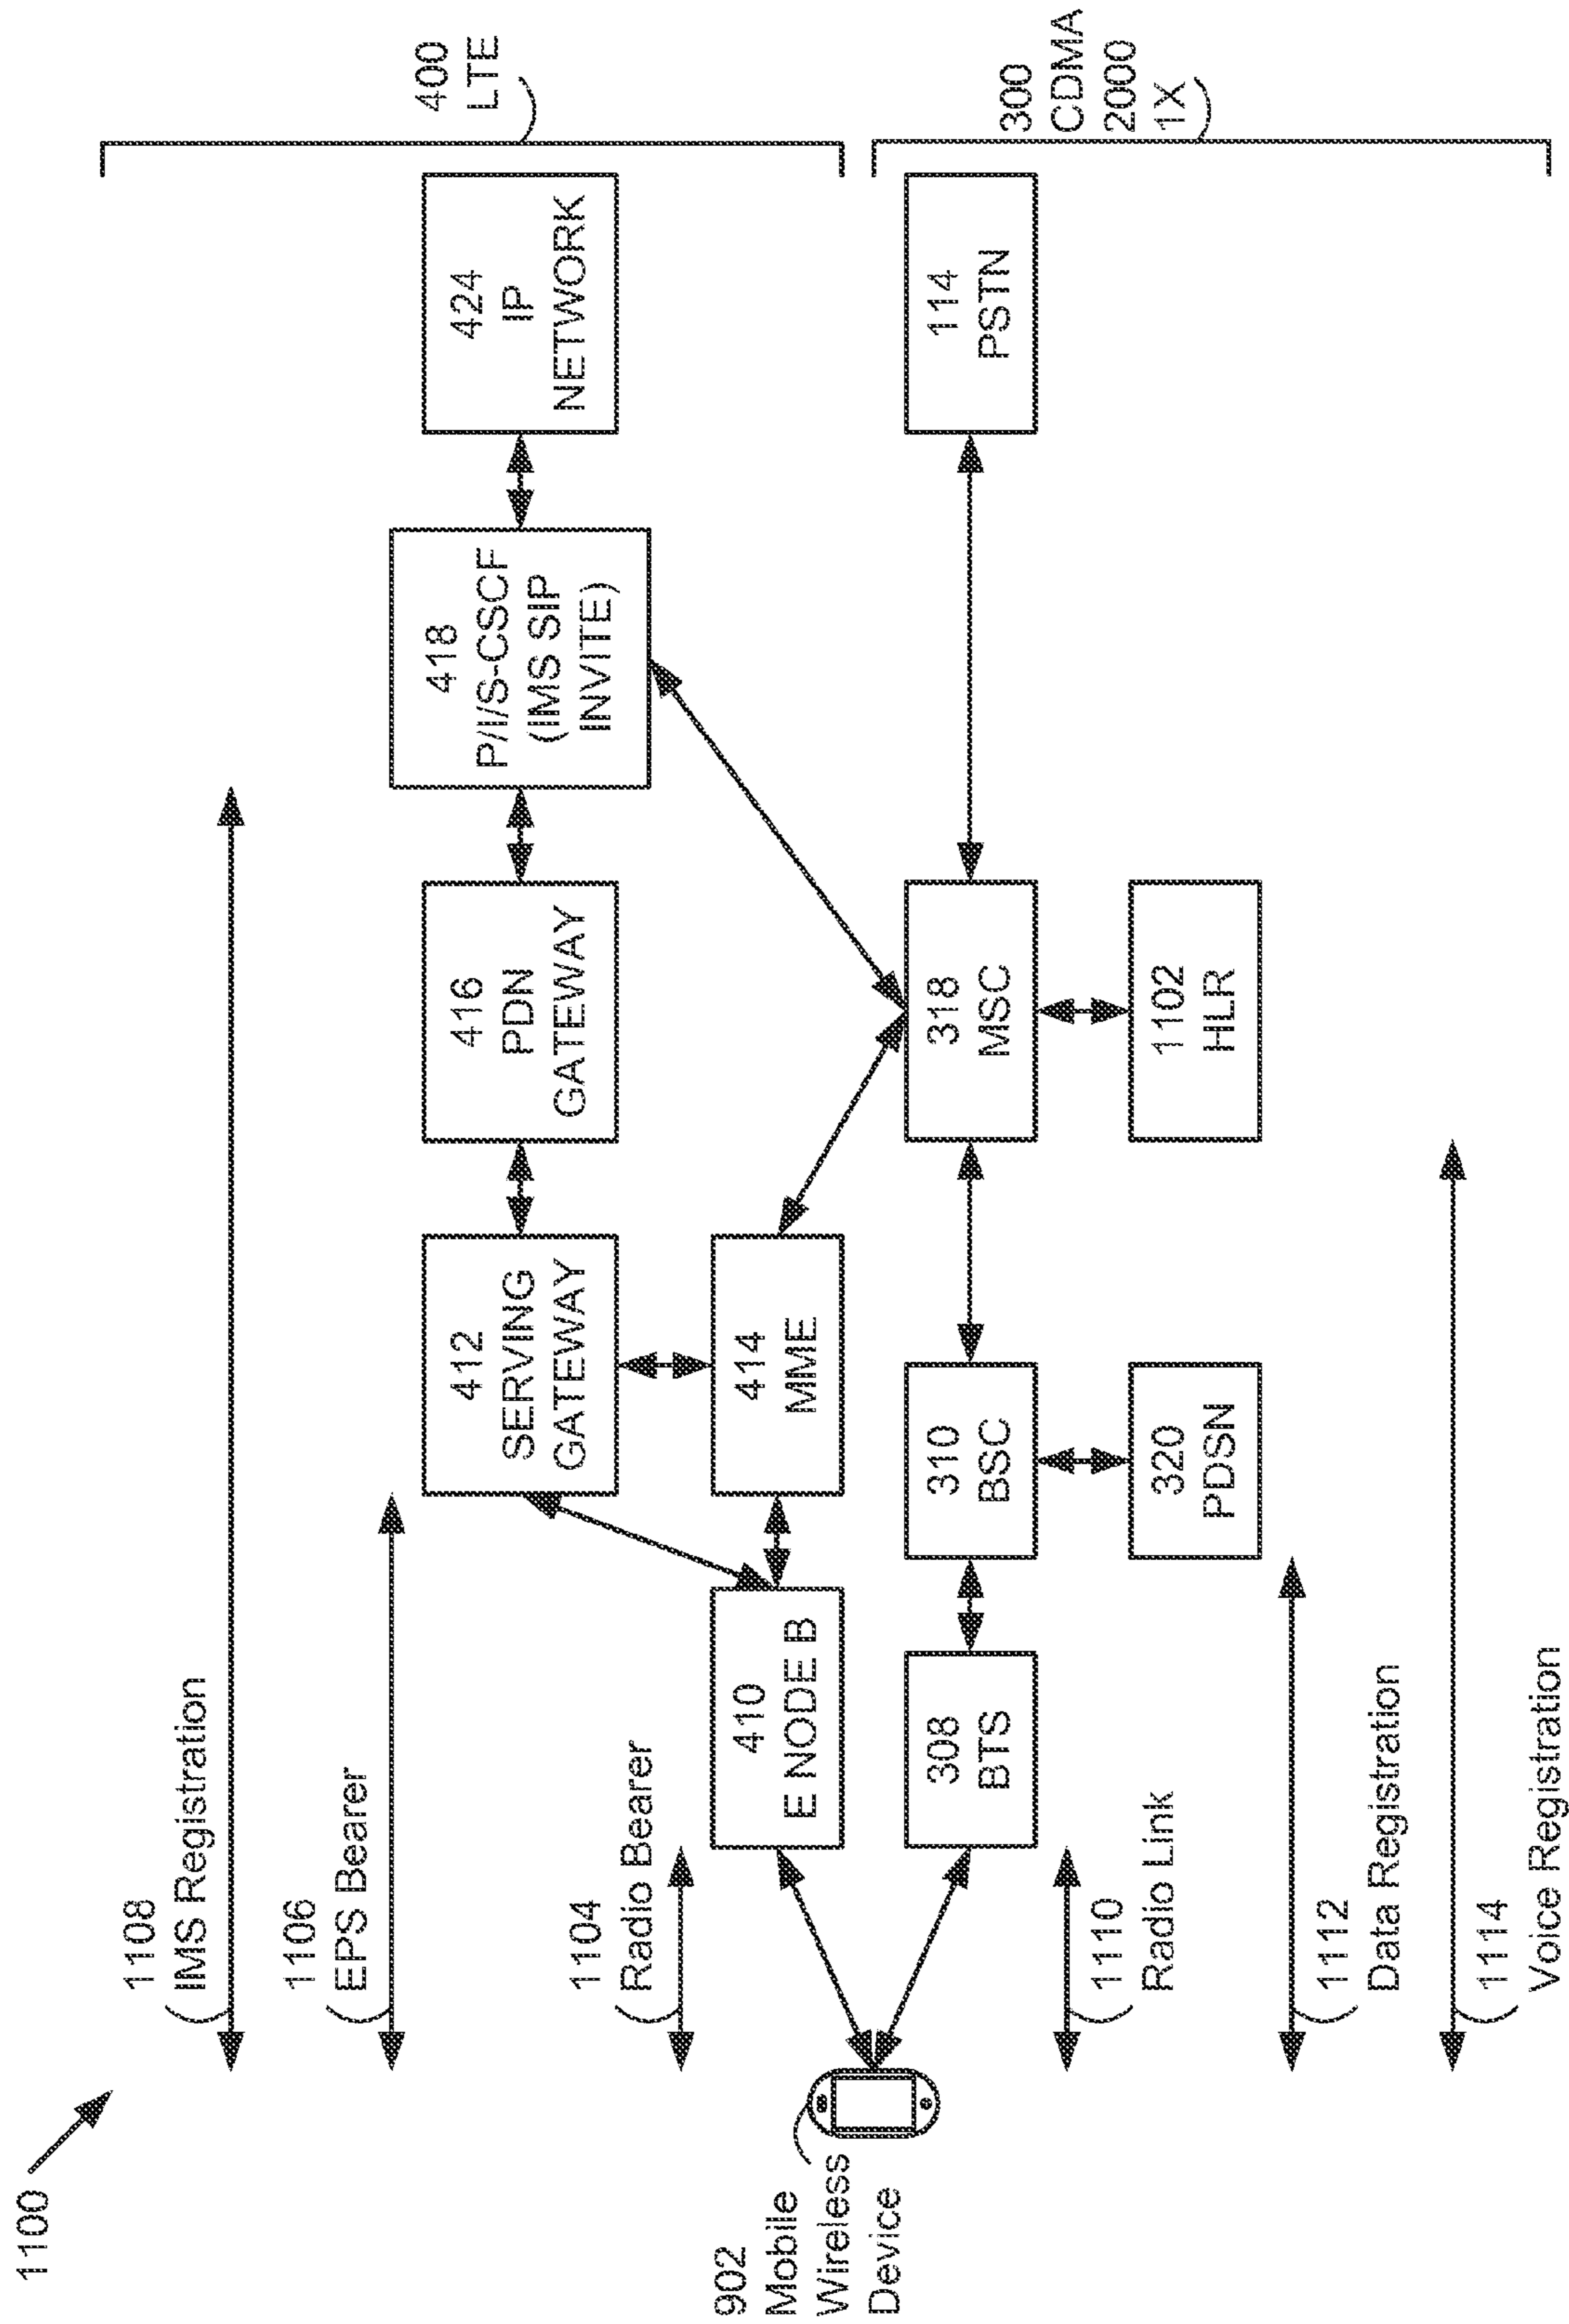 1100
1108
IMS Registration
1106
EPS Bearer
1104
Radio Bearer
400
LTE
412
SERVING
GATEWAY
416
PDN
GATEWAY
418
P/I/S-CSCF
(IMS SIP
INVITE)
424
IP
NETWORK
410
E NODE B
414
MME
902
Mobile
Wireless
Device
308
BTS
310
BSC
318
MSC
114
PSTN
300
CDMA
2000
1X
320
PDSN
1102
HLR
1110
Radio Link
1112
Data Registration
1114
Voice Registration